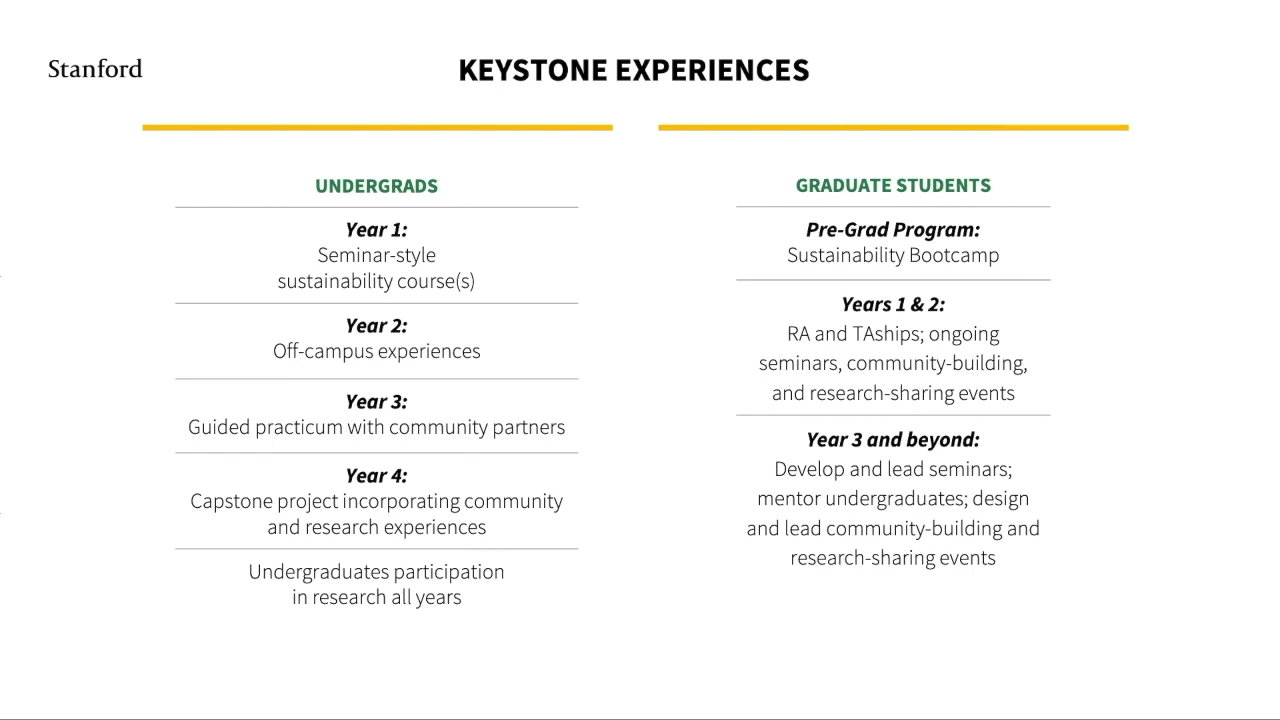 Stanford
KEYSTONE EXPERIENCES
UNDERGRADS
Year 1:
Seminar-style
sustainability course(s)
Year 2:
Off-campus experiences
Year 3:
Guided practicum with community partners
Year 4:
Capstone project incorporating community
and research experiences
Undergraduates participation
in research all years
GRADUATE STUDENTS
Pre-Grad Program:
Sustainability Bootcamp
Years 1 & 2:
RA and TAships; ongoing
seminars, community-building,
and research-sharing events
Year 3 and beyond:
Develop and lead seminars;
mentor undergraduates; design
and lead community-building and
research-sharing events